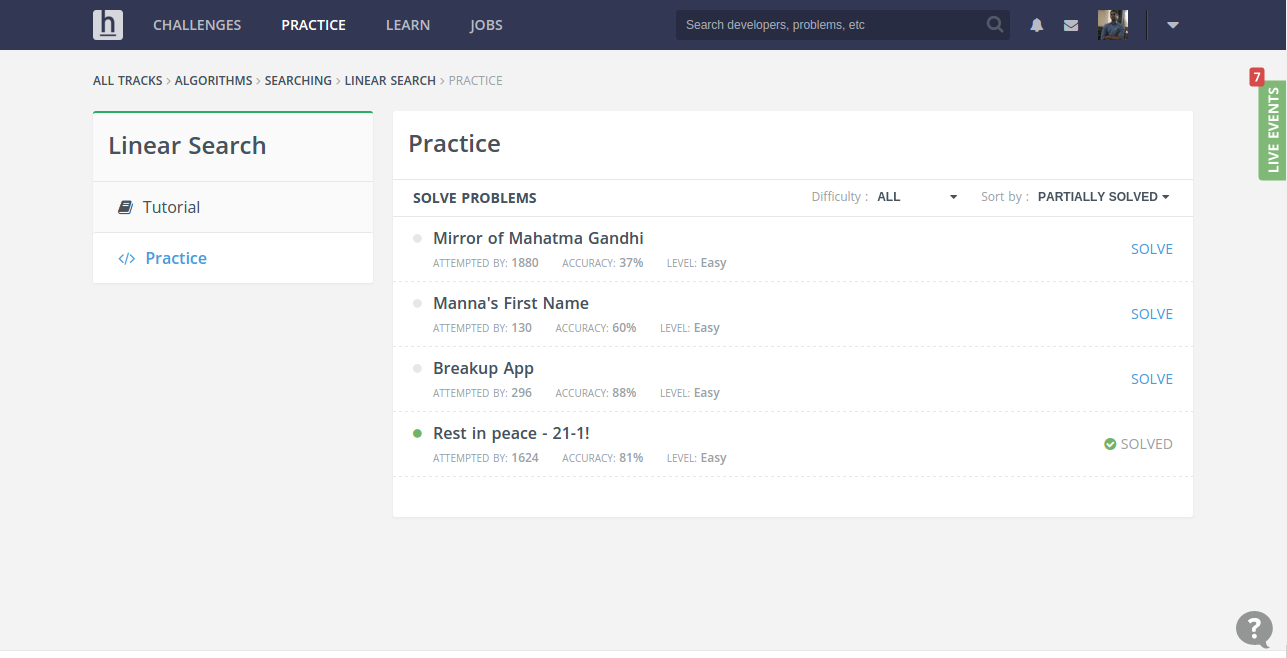 h CHALLENGES PRACTICE LEARN JOBS Search developers, problems, etc
ALL TRACKS › ALGORITHMS › SEARCHING › LINEAR SEARCH › PRACTICE
7
LIVE EVENTS
Linear Search
Tutorial
</> Practice
Practice
SOLVE PROBLEMS Difficulty : ALL Sort by : PARTIALLY SOLVED
Mirror of Mahatma Gandhi
ATTEMPTED BY: 1880 ACCURACY: 37% LEVEL: Easy
SOLVE
Manna's First Name
ATTEMPTED BY: 130 ACCURACY: 60% LEVEL: Easy
SOLVE
Breakup App
ATTEMPTED BY: 296 ACCURACY: 88% LEVEL: Easy
SOLVE
Rest in peace - 21-1!
ATTEMPTED BY: 1624 ACCURACY: 81% LEVEL: Easy
SOLVED
?